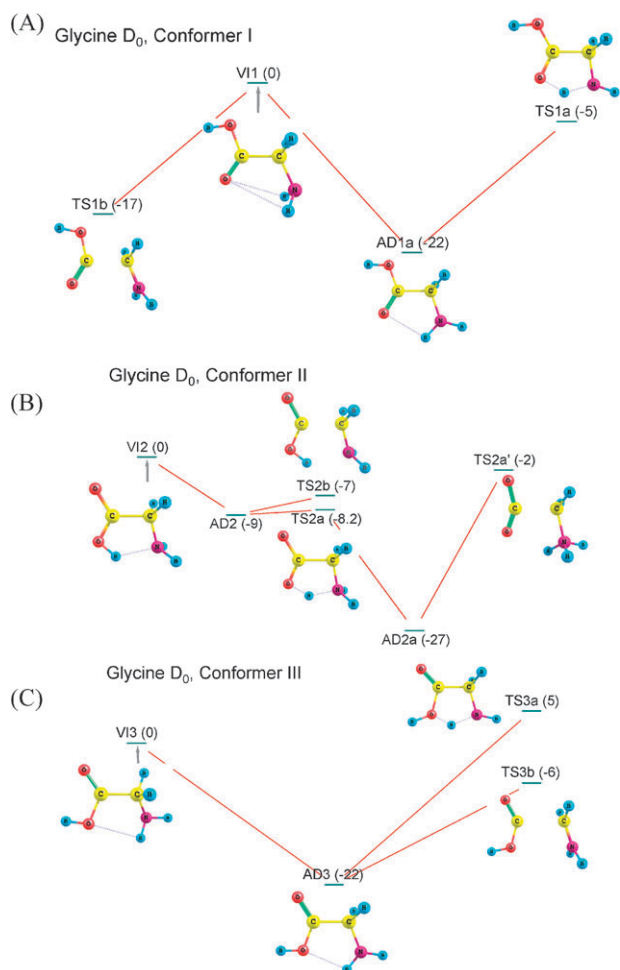 (A)
Glycine D₀, Conformer I
VI1 (0)
TS1a (-5)
TS1b (-17)
AD1a (-22)
Glycine D₀, Conformer II
(B)
VI2 (0)
TS2b (-7)
TS2a' (-2)
AD2 (-9)
TS2a (-8.2)
AD2a (-27)
Glycine D₀, Conformer III
(C)
VI3 (0)
TS3a (5)
TS3b (-6)
AD3 (-22)